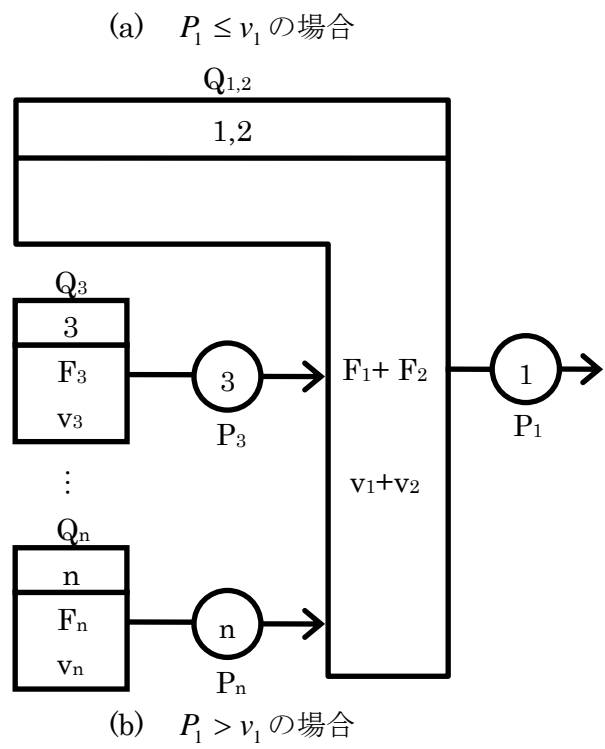 (a) P₁ ≤ v₁ の場合
Q₁,₂
1,2
Q₃
3
F₃
v₃
3
P₃
⋮
Qₙ
n
Fₙ
vₙ
n
Pₙ
F₁+ F₂
v₁+v₂
1
P₁
(b) P₁ > v₁ の場合